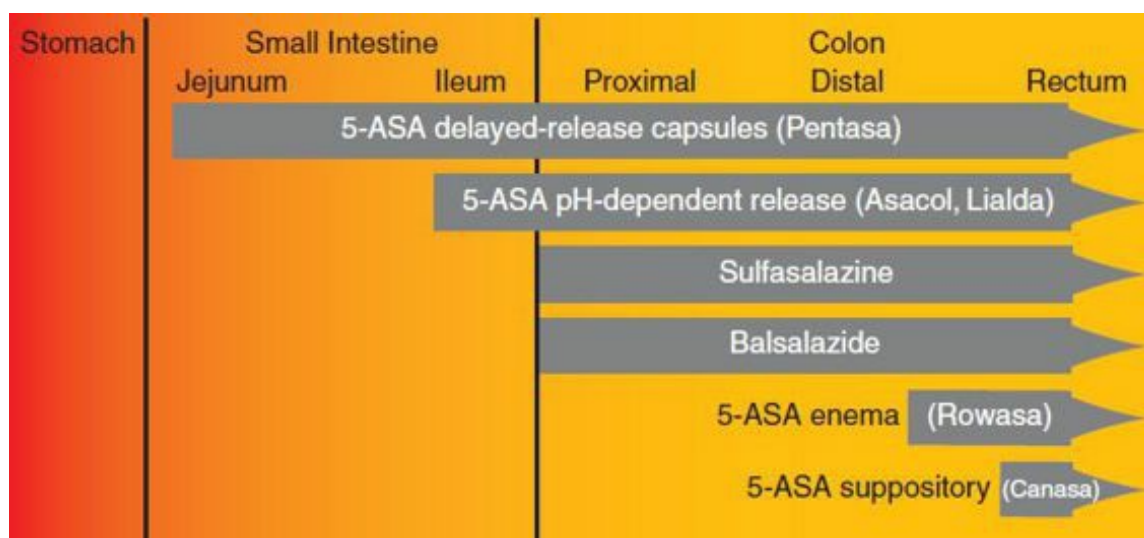 Stomach Small Intestine Colon
Jejunum Ileum Proximal Distal Rectum
5-ASA delayed-release capsules (Pentasa)
5-ASA pH-dependent release (Asacol, Lialda)
Sulfasalazine
Balsalazide
5-ASA enema (Rowasa)
5-ASA suppository (Canasa)